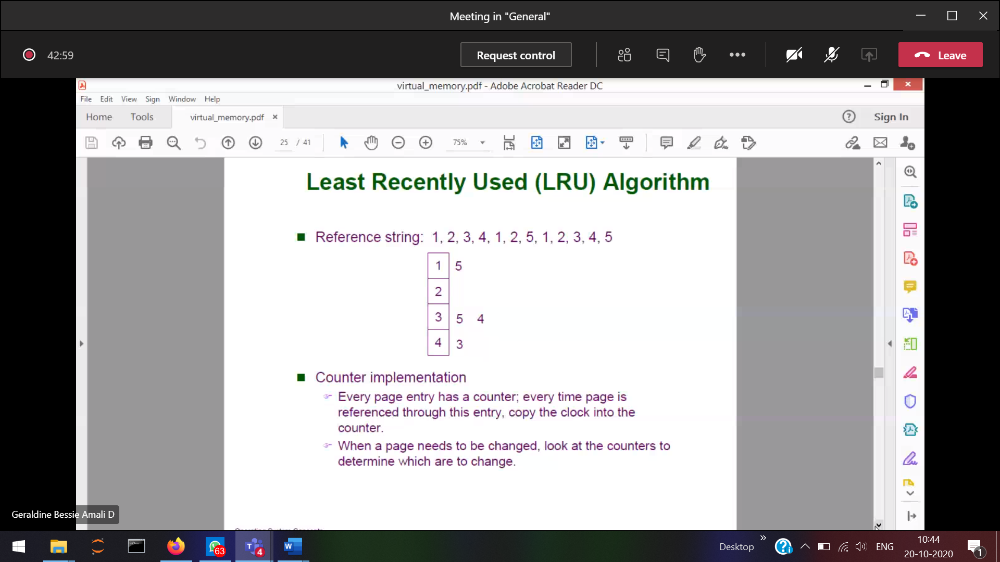 Meeting in "General"
42:59
Request control
Leave
virtual_memory.pdf - Adobe Acrobat Reader DC
File Edit View Sign Window Help
Home Tools virtual_memory.pdf
Sign In
25 / 41
75%
Least Recently Used (LRU) Algorithm
Reference string: 1, 2, 3, 4, 1, 2, 5, 1, 2, 3, 4, 5
1 5
2
3 5 4
4 3
Counter implementation
Every page entry has a counter; every time page is
referenced through this entry, copy the clock into the
counter.
When a page needs to be changed, look at the counters to
determine which are to change.
Geraldine Bessie Amali D
63
4
Desktop
ENG
10:44
20-10-2020
1